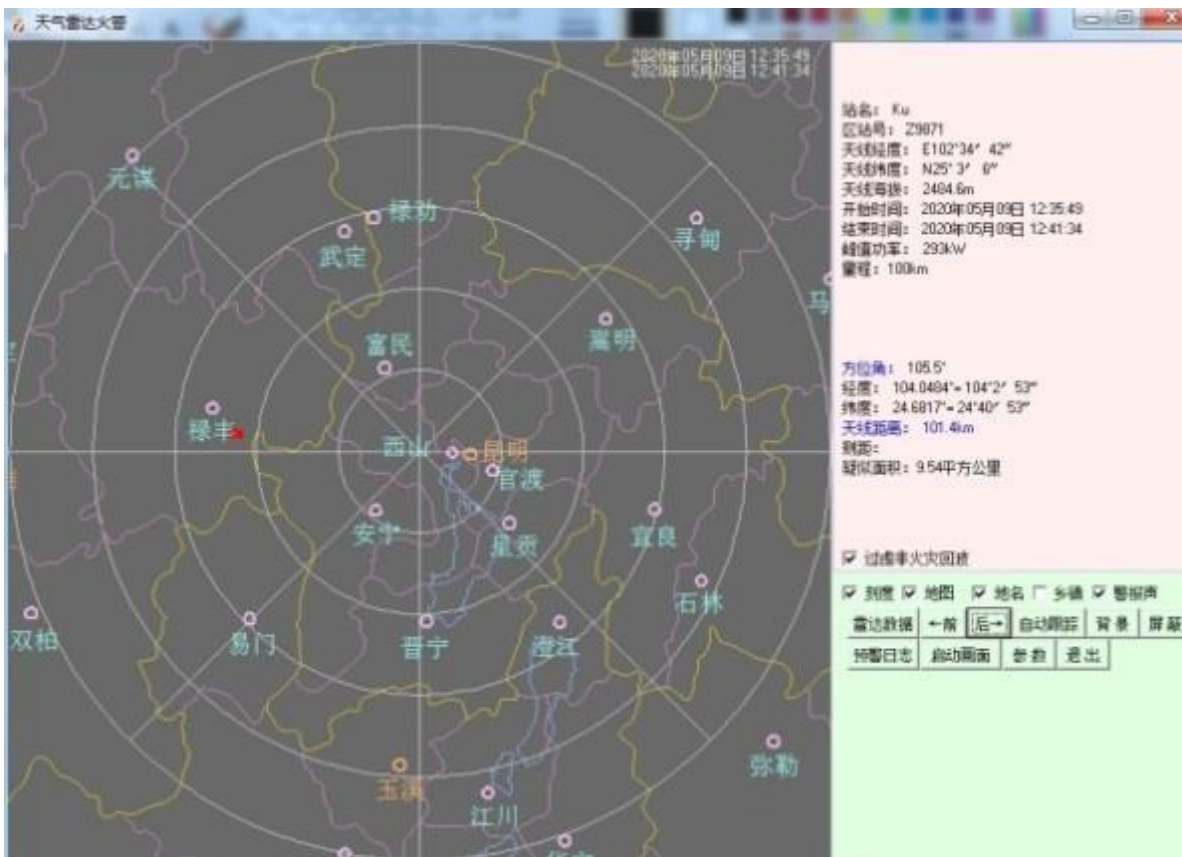 天气雷达火警
2020年05月09日 12:35:49
2020年05月09日 12:41:34
元谋
禄劝
武定
寻甸
马
富民
嵩明
禄丰
西山
昆明
官渡
安宁
呈贡
宜良
石林
双柏
易门
晋宁
澄江
弥勒
玉溪
江川
站名: Ku
区站号: Z9871
天线经度: E102°34′ 42″
天线纬度: N25° 3′ 6″
天线海拔: 2484.6m
开始时间: 2020年05月09日 12:35:49
结束时间: 2020年05月09日 12:41:34
峰值功率: 293kW
量程: 100km
方位角: 105.5°
经度: 104.0484°= 104°2′ 53″
纬度: 24.6817°= 24°40′ 53″
天线距离: 101.4km
测距:
疑似面积: 9.54平方公里
过虑非火灾回波
刻度 地图 地名 乡镇 警报声
雷达数据 ←前 后→ 自动跟踪 背景 屏蔽
预警日志 启动画面 参数 退出